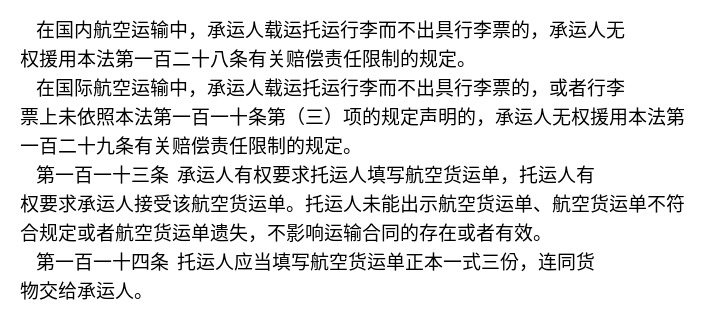 在国内航空运输中，承运人载运托运行李而不出具行李票的，承运人无
权援用本法第一百二十八条有关赔偿责任限制的规定。
在国际航空运输中，承运人载运托运行李而不出具行李票的，或者行李
票上未依照本法第一百一十条第（三）项的规定声明的，承运人无权援用本法第
一百二十九条有关赔偿责任限制的规定。
第一百一十三条 承运人有权要求托运人填写航空货运单，托运人有
权要求承运人接受该航空货运单。托运人未能出示航空货运单、航空货运单不符
合规定或者航空货运单遗失，不影响运输合同的存在或者有效。
第一百一十四条 托运人应当填写航空货运单正本一式三份，连同货
物交给承运人。